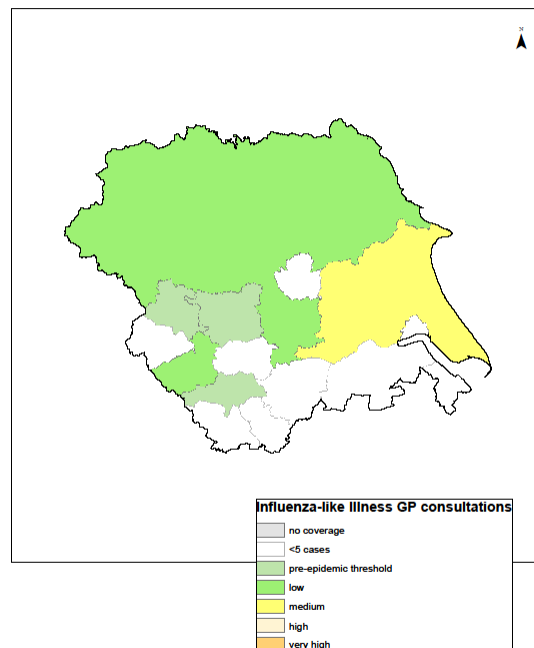 N
Influenza-like Illness GP consultations
no coverage
<5 cases
pre-epidemic threshold
low
medium
high
very high